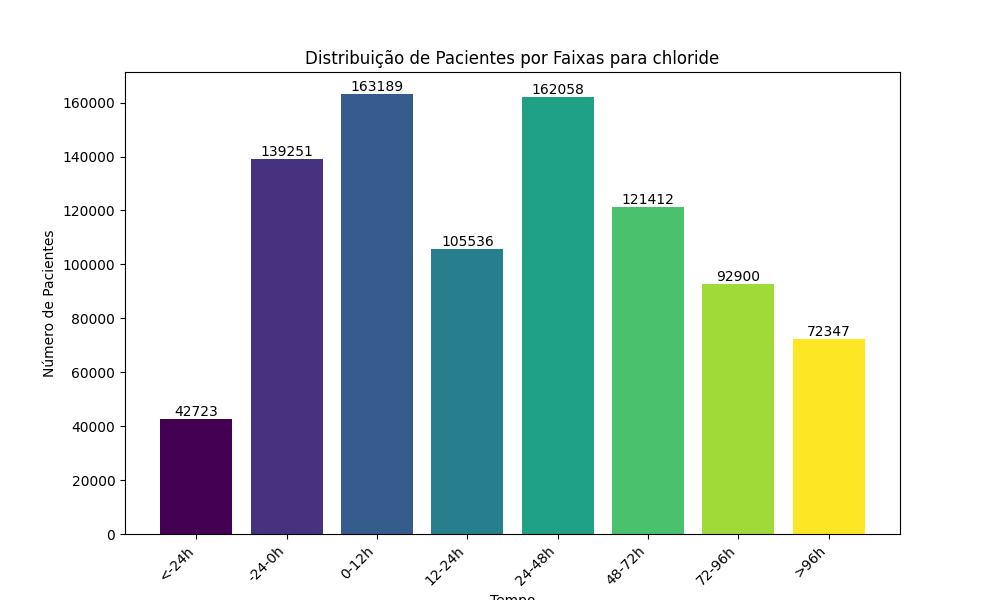 Distribuição de Pacientes por Faixas para chloride
Número de Pacientes
160000
140000
120000
100000
80000
60000
40000
20000
0
42723
139251
163189
105536
162058
121412
92900
72347
<-24h
-24-0h
0-12h
12-24h
24-48h
48-72h
72-96h
>96h
Tempo